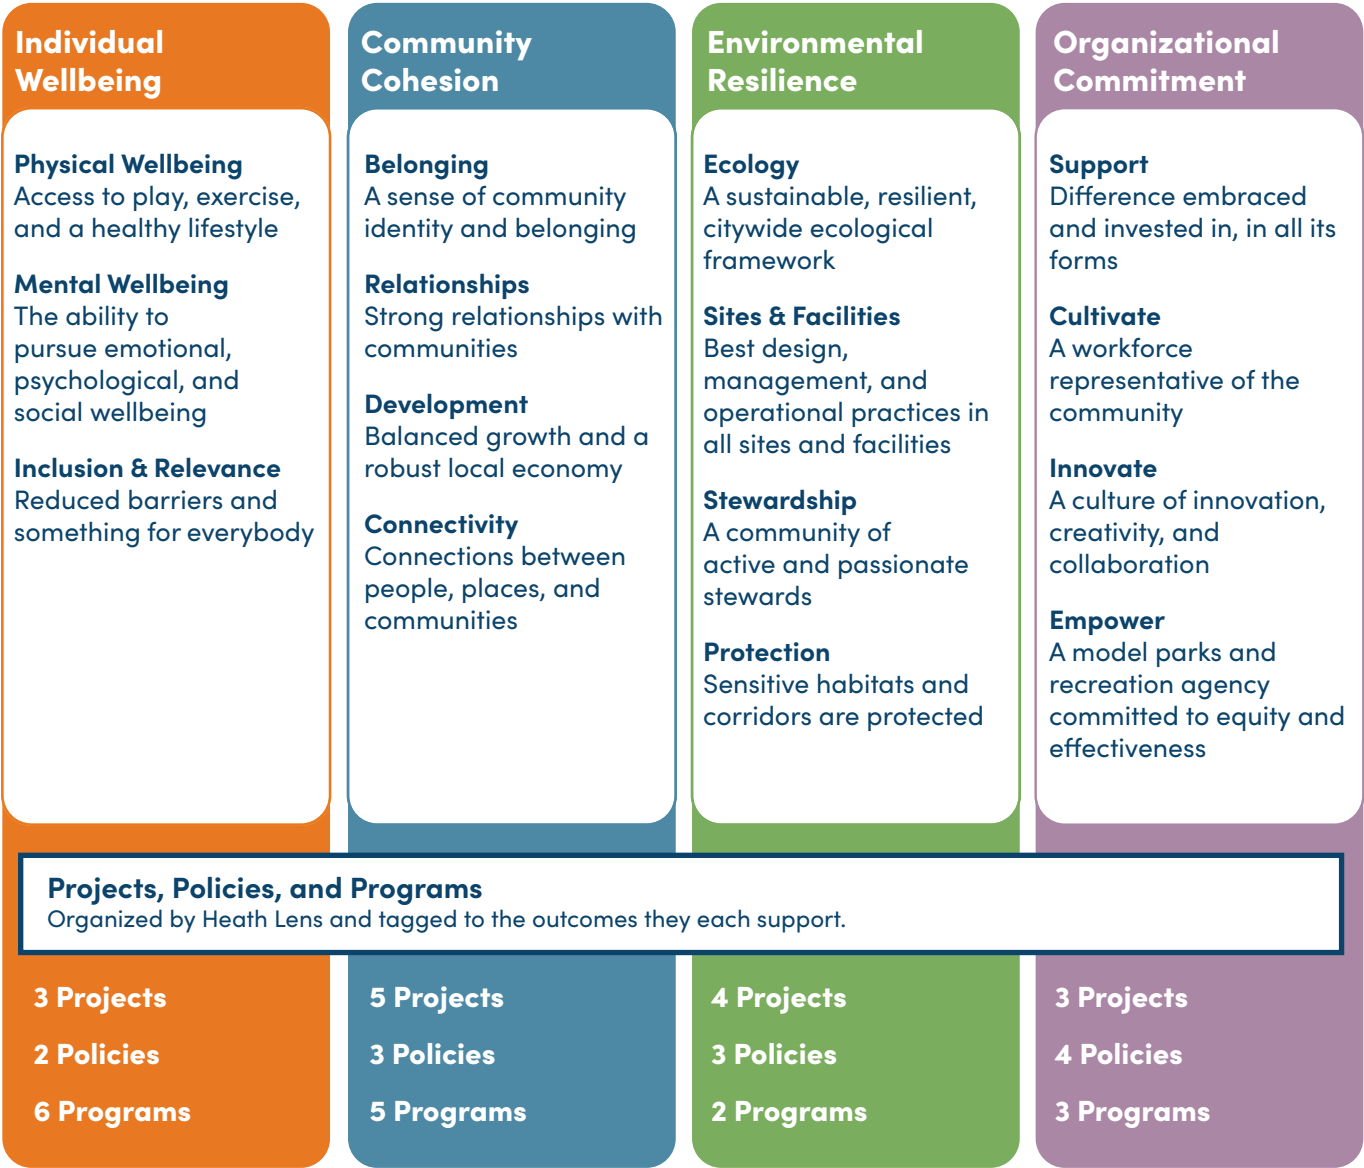 Individual
Wellbeing
Physical Wellbeing
Access to play, exercise,
and a healthy lifestyle
Mental Wellbeing
The ability to
pursue emotional,
psychological, and
social wellbeing
Inclusion & Relevance
Reduced barriers and
something for everybody
Community
Cohesion
Belonging
A sense of community
identity and belonging
Relationships
Strong relationships with
communities
Development
Balanced growth and a
robust local economy
Connectivity
Connections between
people, places, and
communities
Environmental
Resilience
Ecology
A sustainable, resilient,
citywide ecological
framework
Sites & Facilities
Best design,
management, and
operational practices in
all sites and facilities
Stewardship
A community of
active and passionate
stewards
Protection
Sensitive habitats and
corridors are protected
Organizational
Commitment
Support
Difference embraced
and invested in, in all its
forms
Cultivate
A workforce
representative of the
community
Innovate
A culture of innovation,
creativity, and
collaboration
Empower
A model parks and
recreation agency
committed to equity and
effectiveness
Projects, Policies, and Programs
Organized by Heath Lens and tagged to the outcomes they each support.
3 Projects
2 Policies
6 Programs
5 Projects
3 Policies
5 Programs
4 Projects
3 Policies
2 Programs
3 Projects
4 Policies
3 Programs